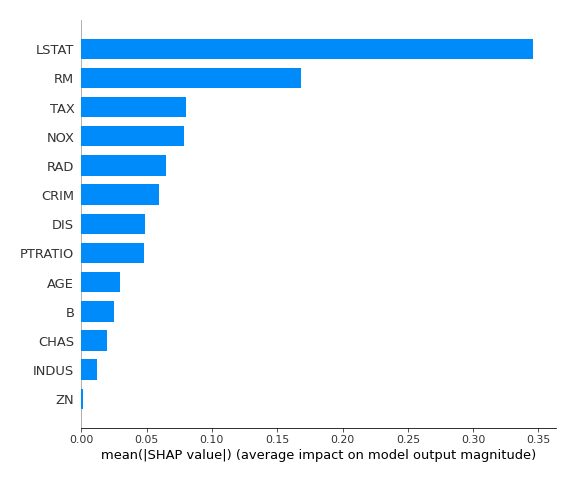 LSTAT
RM
TAX
NOX
RAD
CRIM
DIS
PTRATIO
AGE
B
CHAS
INDUS
ZN
0.00 0.05 0.10 0.15 0.20 0.25 0.30 0.35
mean(|SHAP value|) (average impact on model output magnitude)